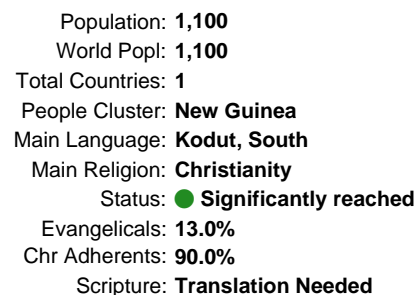 Population: 1,100
World Popl: 1,100
Total Countries: 1
People Cluster: New Guinea
Main Language: Kodut, South
Main Religion: Christianity
Status: Significantly reached
Evangelicals: 13.0%
Chr Adherents: 90.0%
Scripture: Translation Needed